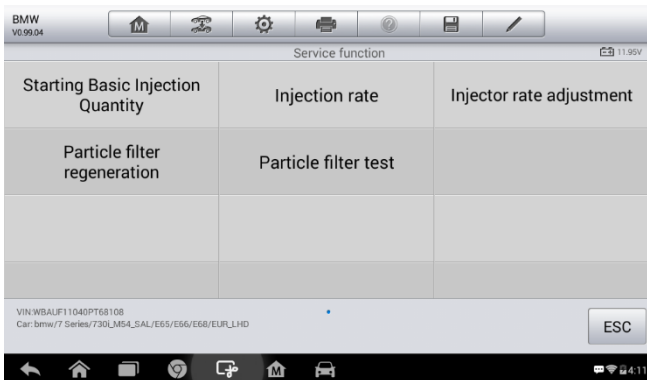 BMW
V0.99.04
Service function
11.95V
Starting Basic Injection
Quantity
Injection rate
Injector rate adjustment
Particle filter
regeneration
Particle filter test
VIN:WBAUF11040PT68108
Car: bmw/7 Series/730i_M54_SAL/E65/E66/E68/EUR_LHD
ESC
4:11